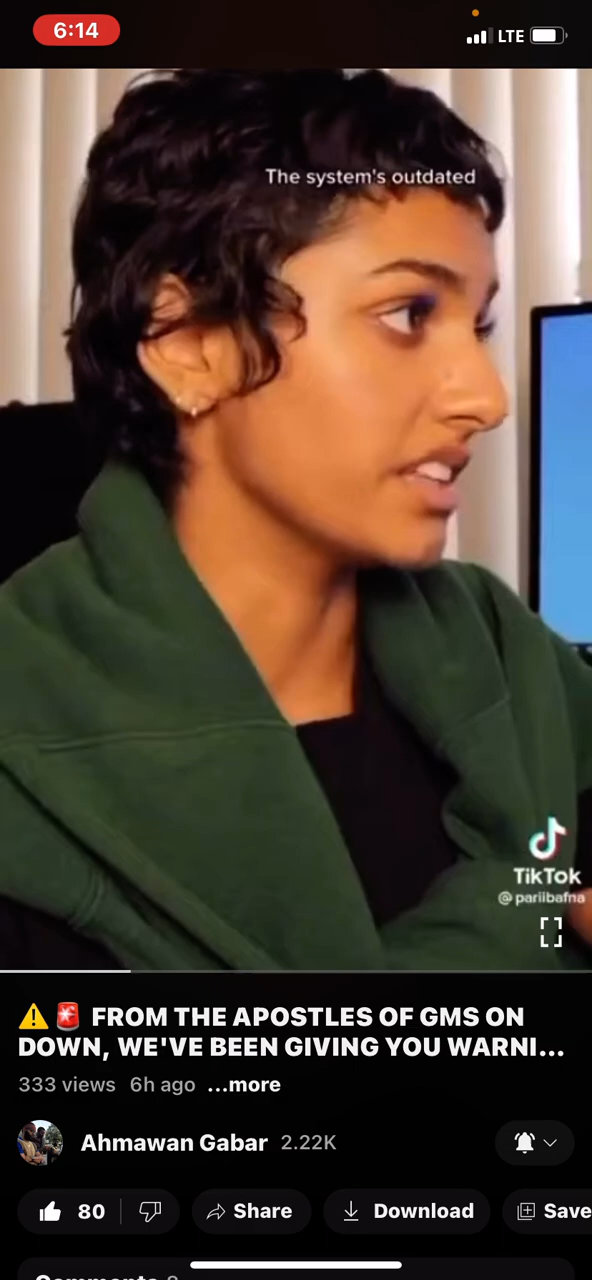 6:14
LTE
The system's outdated
TikTok
@pariibafna
⚠️🚨 FROM THE APOSTLES OF GMS ON
DOWN, WE'VE BEEN GIVING YOU WARNI...
333 views 6h ago ...more
Ahmawan Gabar 2.22K
80 Share Download Save
Comments